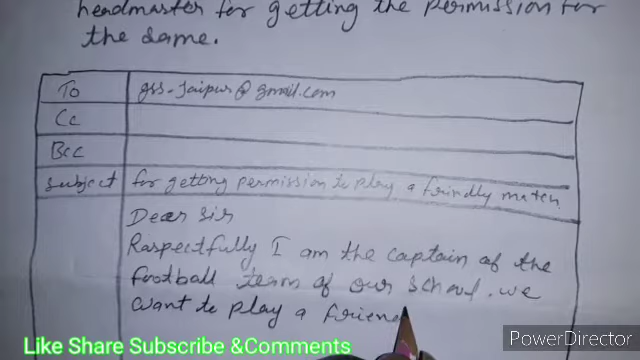 headmaster for getting the permission for
the same.
To gss-Jaipur@gmail.com
Cc
Bcc
Subject for getting permission to play a friendly match
Dear Sir
Raspectfully I am the captain of the
football team of our school. we
want to play a frien
Like Share Subscribe &Comments
PowerDirector